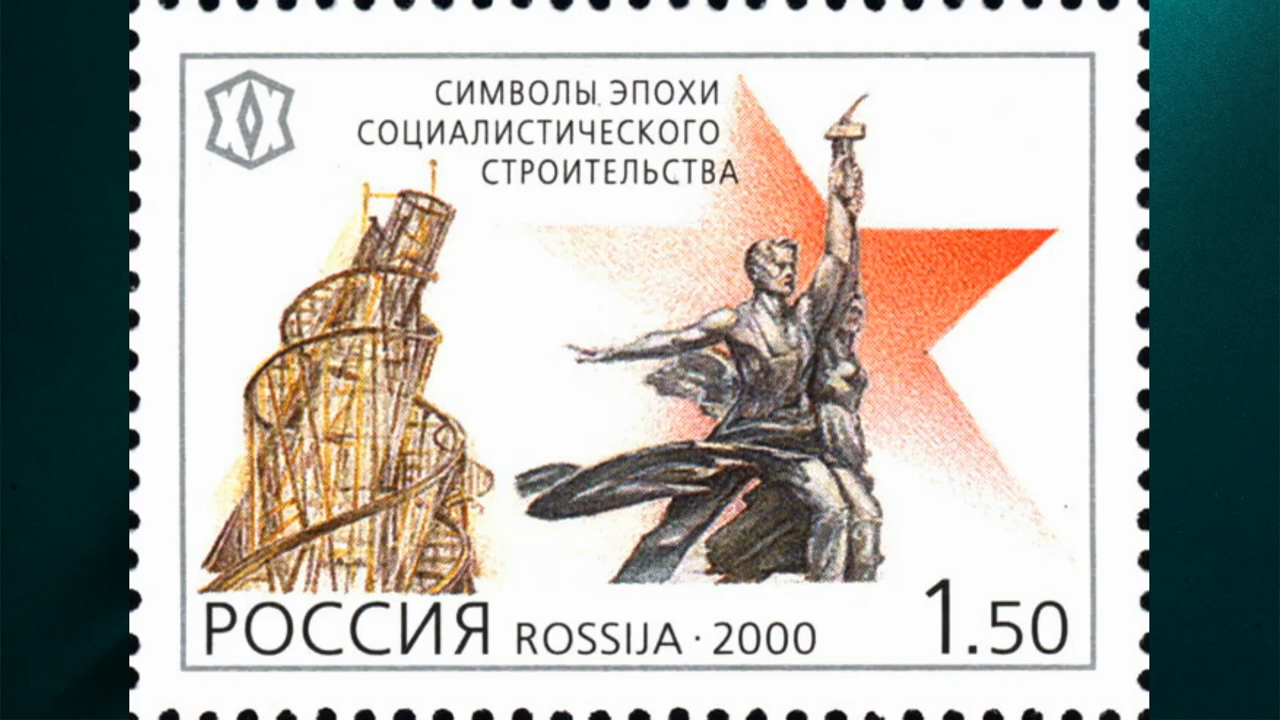 СИМВОЛЫ ЭПОХИ
СОЦИАЛИСТИЧЕСКОГО
СТРОИТЕЛЬСТВА
РОССИЯ ROSSIJA · 2000 1.50